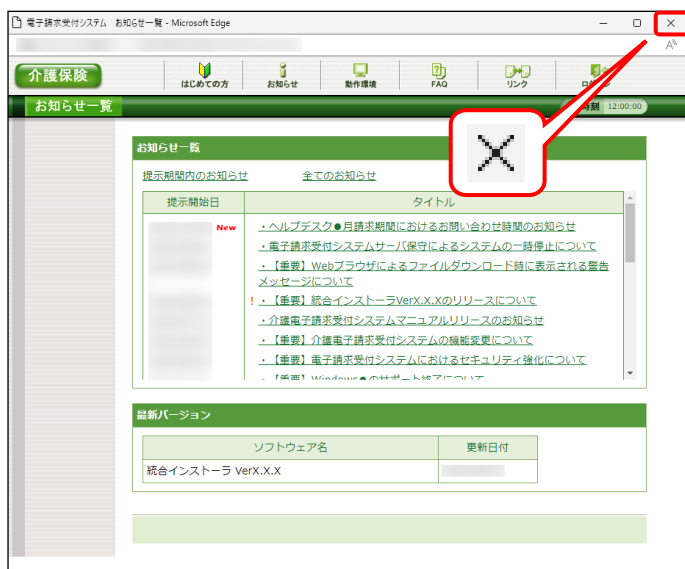 電子請求受付システム お知らせ一覧 - Microsoft Edge
介護保険
はじめての方
お知らせ
動作環境
FAQ
リンク
お知らせ一覧
時刻 12:00:00
お知らせ一覧
提示期間内のお知らせ 全てのお知らせ
提示開始日 タイトル
New ・ヘルプデスク●月請求期間におけるお問い合わせ時間のお知らせ
・電子請求受付システムサーバ保守によるシステムの一時停止について
・【重要】Webブラウザによるファイルダウンロード時に表示される警告
メッセージについて
! ・【重要】統合インストーラVerX.X.Xのリリースについて
・介護電子請求受付システムマニュアルリリースのお知らせ
・【重要】介護電子請求受付システムの機能変更について
・【重要】電子請求受付システムにおけるセキュリティ強化について
・【重要】Windows●のサポート終了について
最新バージョン
ソフトウェア名 更新日付
統合インストーラ VerX.X.X